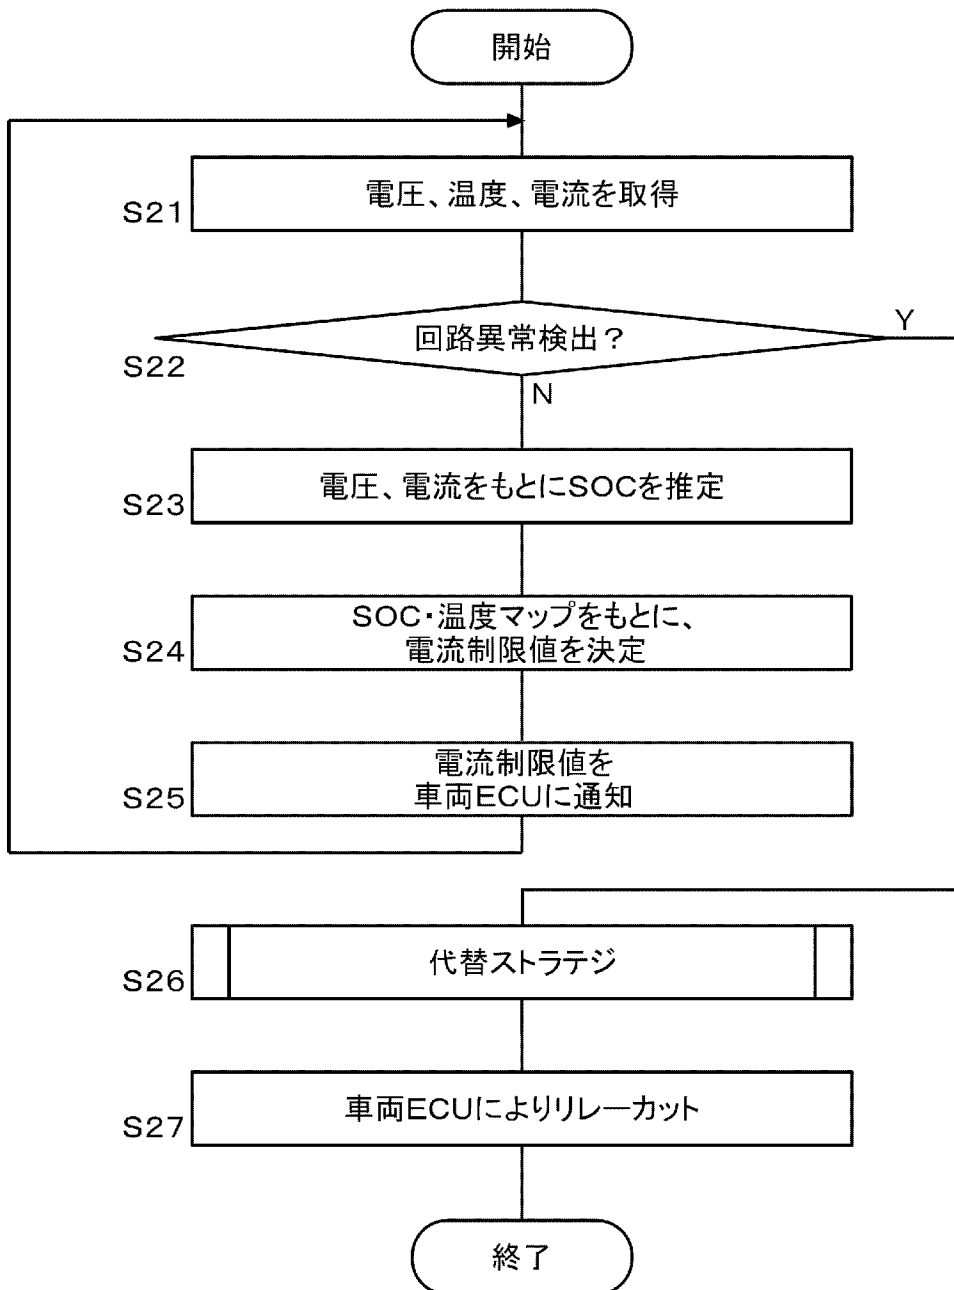 開始
電圧、温度、電流を取得
S21
回路異常検出？
Y
S22
N
電圧、電流をもとにSOCを推定
S23
SOC・温度マップをもとに、
電流制限値を決定
S24
電流制限値を
車両ECUに通知
S25
代替ストラテジ
S26
車両ECUによりリレーカット
S27
終了